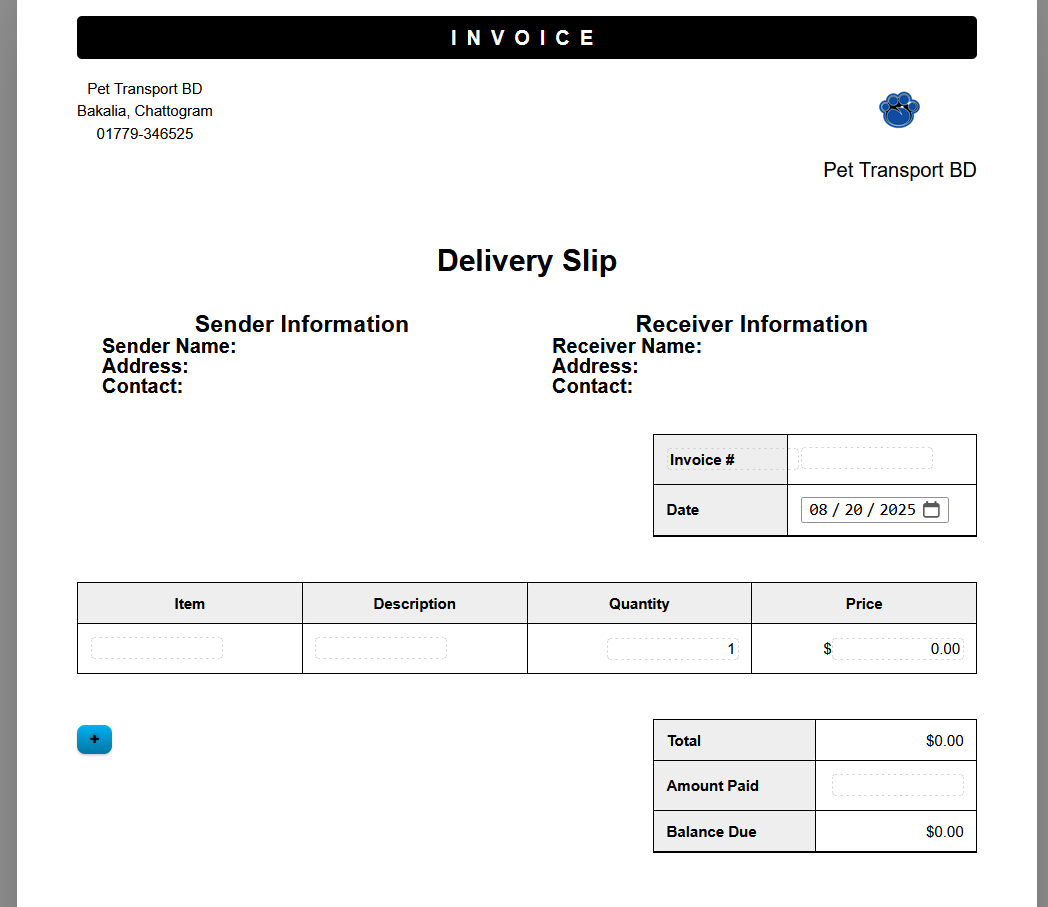 INVOICE
Pet Transport BD
Bakalia, Chattogram
01779-346525
Pet Transport BD
Delivery Slip
Sender Information
Sender Name:
Address:
Contact:
Receiver Information
Receiver Name:
Address:
Contact:
Invoice #
Date 08 / 20 / 2025
Item Description Quantity Price
1 $ 0.00
+
Total $0.00
Amount Paid
Balance Due $0.00